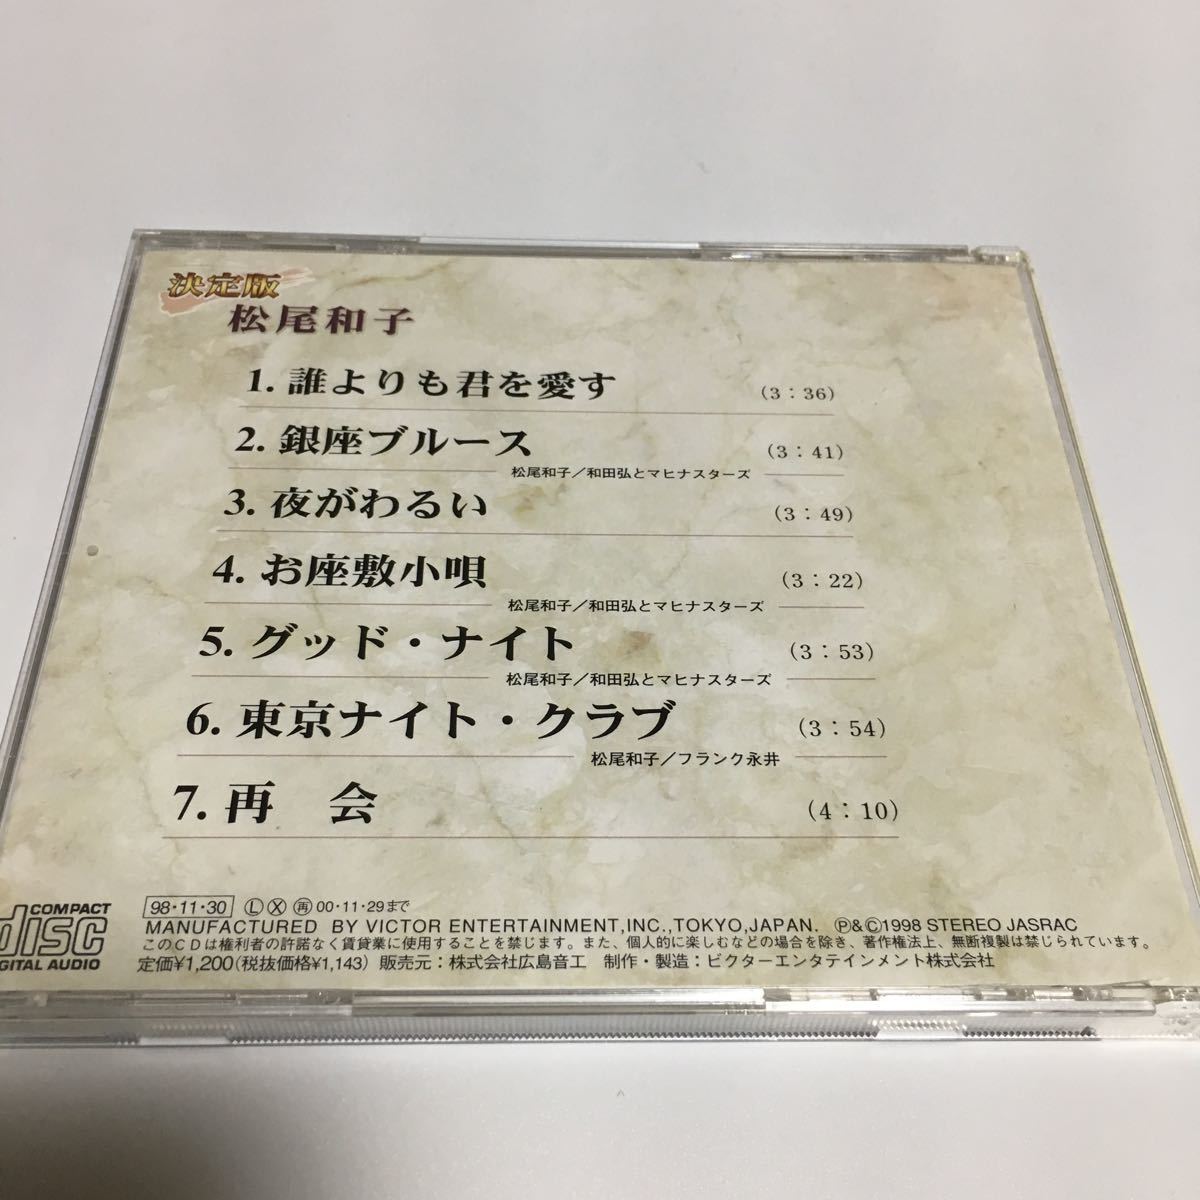 決定版
松尾和子
1. 誰よりも君を愛す (3:36)
2. 銀座ブルース (3:41)
松尾和子／和田弘とマヒナスターズ
3. 夜がわるい (3:49)
4. お座敷小唄 (3:22)
松尾和子／和田弘とマヒナスターズ
5. グッド・ナイト (3:53)
松尾和子／和田弘とマヒナスターズ
6. 東京ナイト・クラブ (3:54)
松尾和子／フランク永井
7. 再　会 (4:10)
COMPACT
disc
DIGITAL AUDIO
98・11・30 Ⓛ Ⓧ ㊢ 00・11・29まで
MANUFACTURED BY VICTOR ENTERTAINMENT,INC.,TOKYO,JAPAN. Ⓟ&Ⓒ1998 STEREO JASRAC
このCDは権利者の許諾なく賃貸業に使用することを禁じます。また、個人的に楽しむなどの場合を除き、著作権法上、無断複製は禁じられています。
定価¥1,200(税抜価格¥1,143) 販売元：株式会社広島音工　制作・製造：ビクターエンタテインメント株式会社